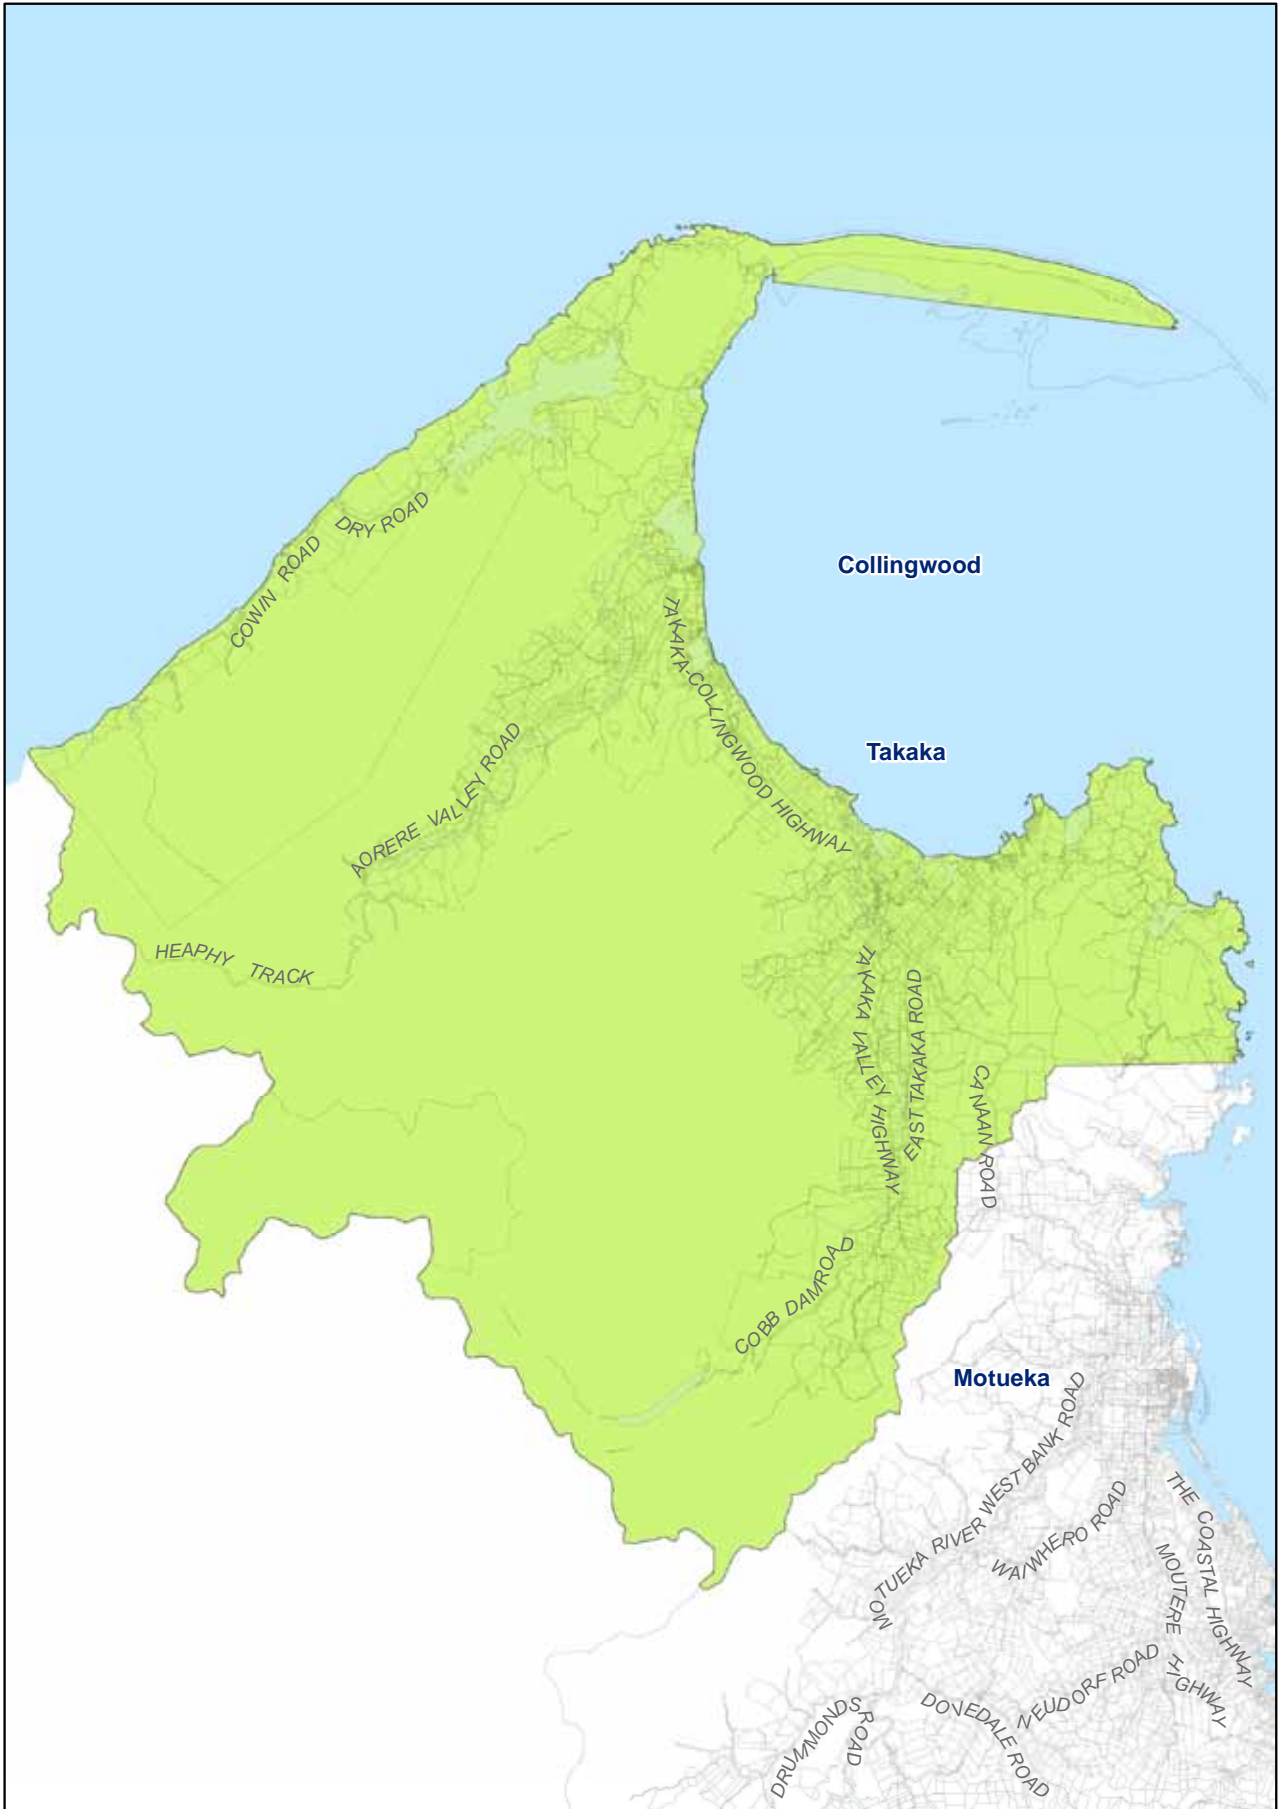 DRY ROAD
COWIN ROAD
Collingwood
TAKAKA-COLLINGWOOD HIGHWAY
AORERE VALLEY ROAD
Takaka
HEAPHY TRACK
TAKAKA VALLEY HIGHWAY
EAST TAKAKA ROAD
CANAAN ROAD
COBB DAMROAD
Motueka
MOTUEKA RIVER WEST BANK ROAD
WAIWHERO ROAD
THE COASTAL HIGHWAY
MOUTERE HIGHWAY
NEUDORF ROAD
DOVEDALE ROAD
DRUMMONDS ROAD